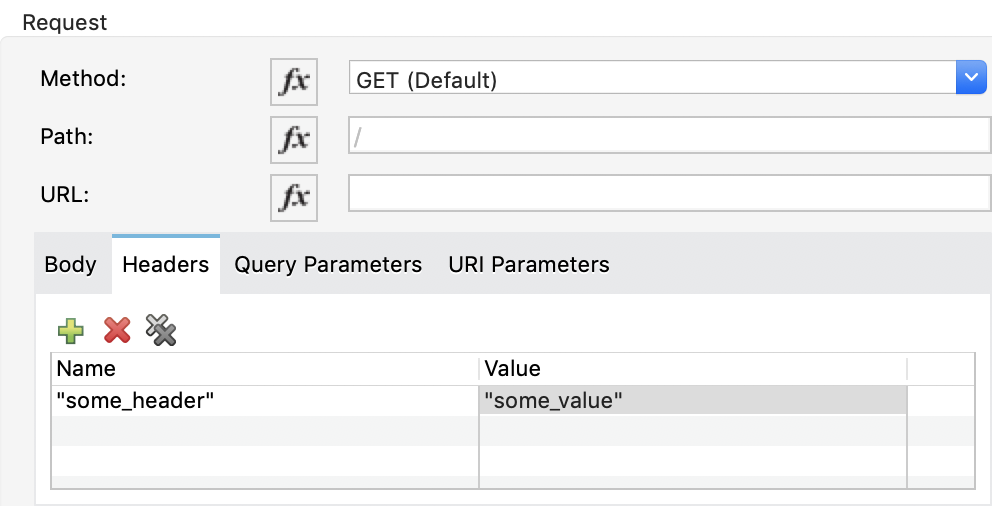 Request
Method: fx GET (Default)
Path: fx /
URL: fx
Body Headers Query Parameters URI Parameters
Name Value
"some_header" "some_value"